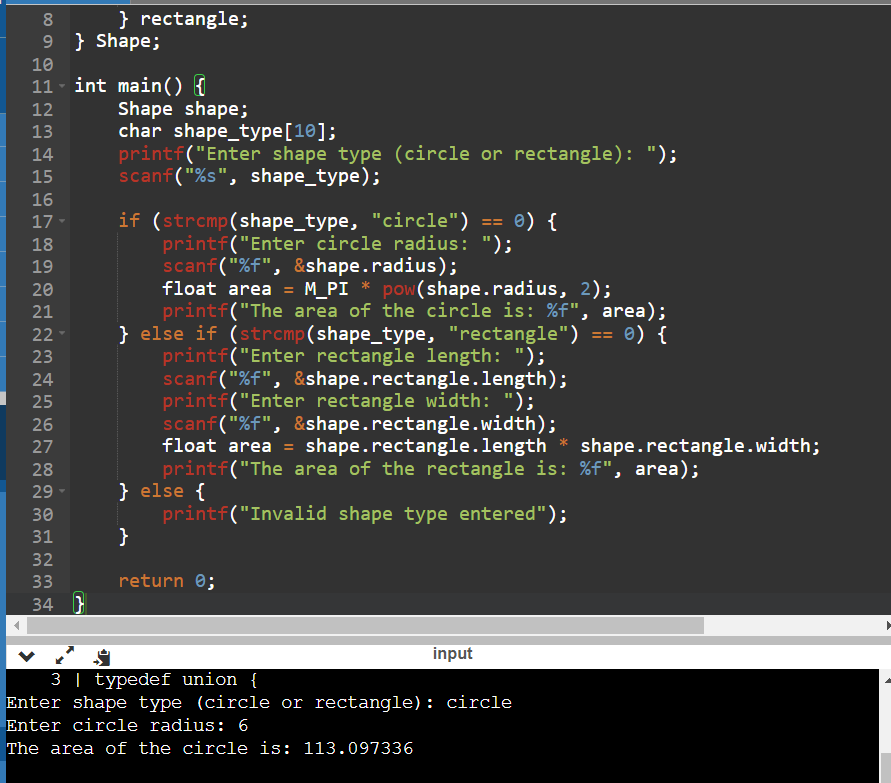 8     } rectangle;
9 } Shape;
10
11 int main() {
12     Shape shape;
13     char shape_type[10];
14     printf("Enter shape type (circle or rectangle): ");
15     scanf("%s", shape_type);
16
17     if (strcmp(shape_type, "circle") == 0) {
18         printf("Enter circle radius: ");
19         scanf("%f", &shape.radius);
20         float area = M_PI * pow(shape.radius, 2);
21         printf("The area of the circle is: %f", area);
22     } else if (strcmp(shape_type, "rectangle") == 0) {
23         printf("Enter rectangle length: ");
24         scanf("%f", &shape.rectangle.length);
25         printf("Enter rectangle width: ");
26         scanf("%f", &shape.rectangle.width);
27         float area = shape.rectangle.length * shape.rectangle.width;
28         printf("The area of the rectangle is: %f", area);
29     } else {
30         printf("Invalid shape type entered");
31     }
32
33     return 0;
34 }
input
    3 | typedef union {
Enter shape type (circle or rectangle): circle
Enter circle radius: 6
The area of the circle is: 113.097336